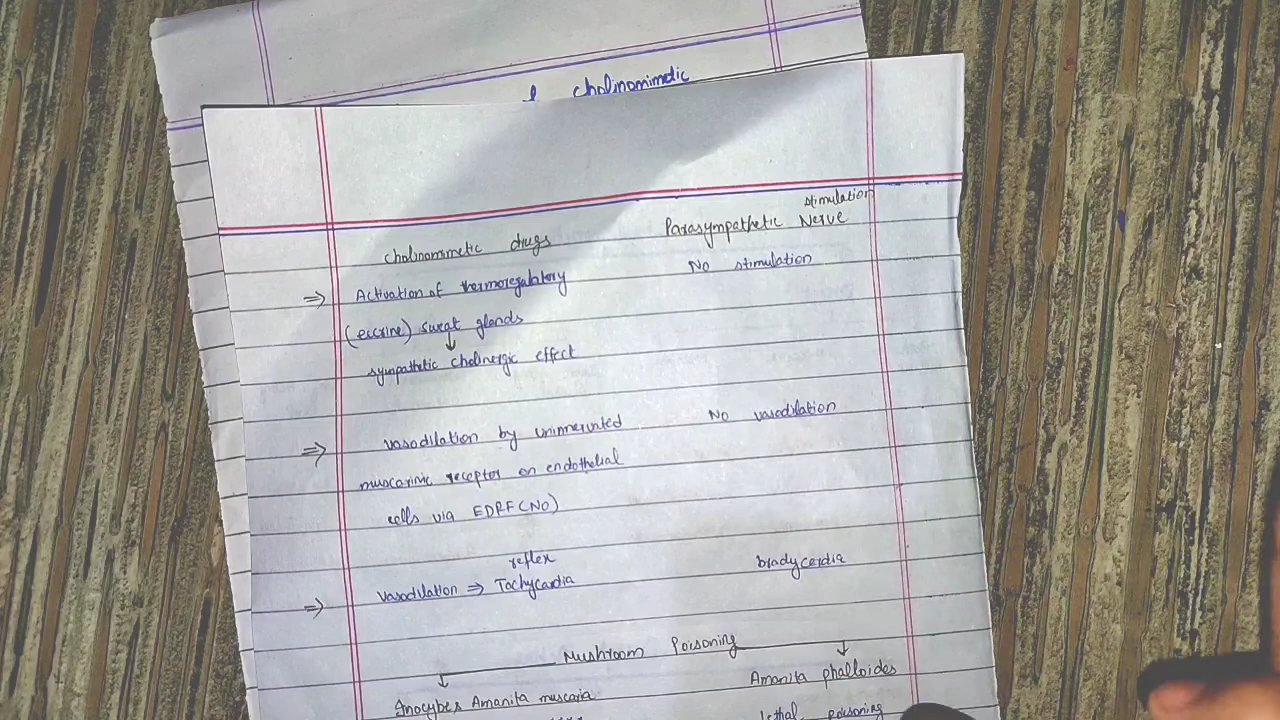 cholinomimetic
cholinomimetic drugs
Parasympathetic Nerve stimulation
⇒ Activation of thermoregulatory
No stimulation
(eccrine) sweat glands
↓
sympathetic cholinergic effect
⇒ vasodilation by uninnervated
No vasodilation
muscarinic receptor on endothelial
cells via EDRF(NO)
⇒ vasodilation ⇒ reflex Tachycardia
bradycardia
Mushroom Poisoning
Inocybes Amanita muscaria
Amanita phalloides
lethal poisoning